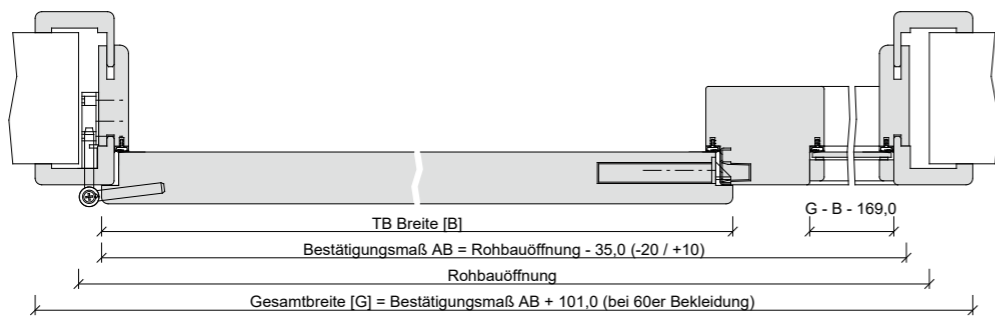 G - B - 169,0
TB Breite [B]
Bestätigungsmaß AB = Rohbauöffnung - 35,0 (-20 / +10)
Rohbauöffnung
Gesamtbreite [G] = Bestätigungsmaß AB + 101,0 (bei 60er Bekleidung)